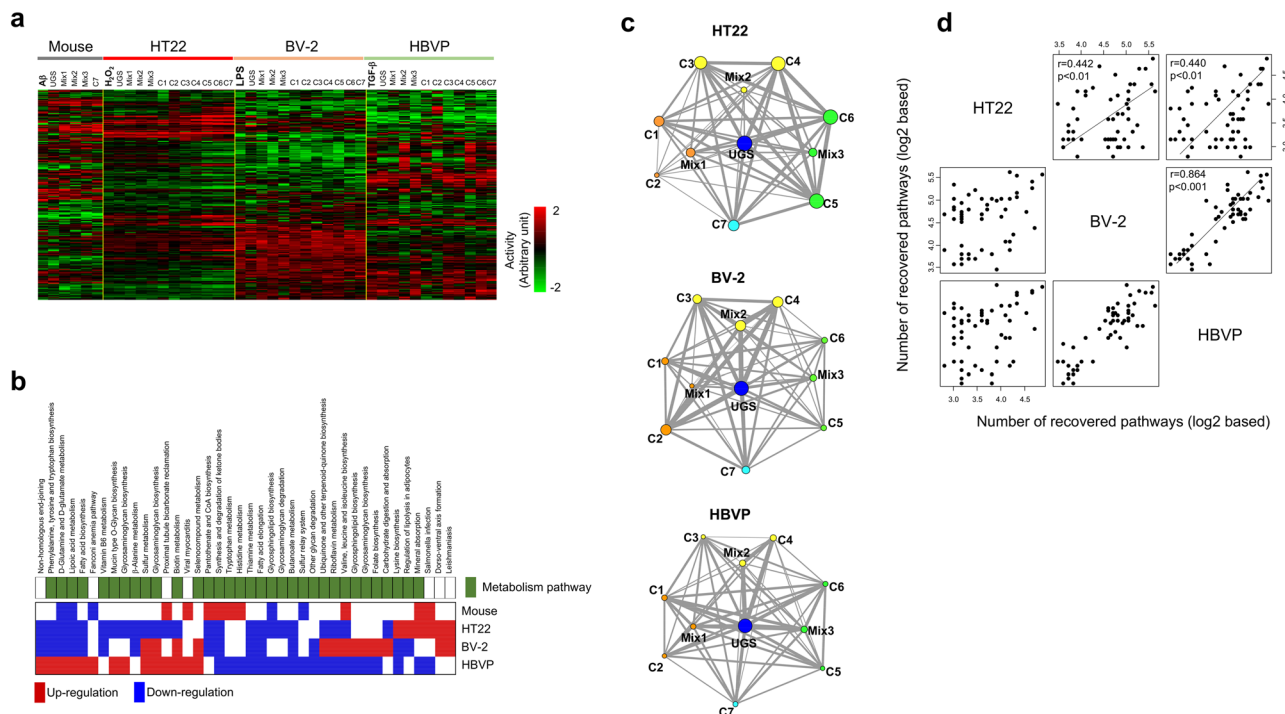 a
Mouse HT22 BV-2 HBVP
Aβ UGS Mix1 Mix2 Mix3 C7 H₂O₂ UGS Mix1 Mix2 Mix3 C1 C2 C3 C4 C5 C6 C7 LPS UGS Mix1 Mix2 Mix3 C1 C2 C3 C4 C5 C6 C7 TGF-β UGS Mix1 Mix2 Mix3 C1 C2 C3 C4 C5 C6 C7
2
-2
Activity
(Arbitrary unit)
b
Non-homologous end-joining
Phenylalanine, tyrosine and tryptophan biosynthesis
D-Glutamine and D-glutamate metabolism
Lipoic acid metabolism
Fatty acid biosynthesis
Fanconi anemia pathway
Vitamin B6 metabolism
Mucin type O-Glycan biosynthesis
Glycosaminoglycan biosynthesis
β-Alanine metabolism
Sulfur metabolism
Glycosaminoglycan biosynthesis
Proximal tubule bicarbonate reclamation
Biotin metabolism
Viral myocarditis
Selenocompound metabolism
Pantothenate and CoA biosynthesis
Synthesis and degradation of ketone bodies
Tryptophan metabolism
Histidine metabolism
Thiamine metabolism
Fatty acid elongation
Glycosphingolipid biosynthesis
Glycosaminoglycan degradation
Butanoate metabolism
Sulfur relay system
Other glycan degradation
Ubiquinone and other terpenoid-quinone biosynthesis
Riboflavin metabolism
Valine, leucine and isoleucine biosynthesis
Glycosphingolipid biosynthesis
Glycosaminoglycan biosynthesis
Folate biosynthesis
Carbohydrate digestion and absorption
Lysine biosynthesis
Regulation of lipolysis in adipocytes
Mineral absorption
Salmonella infection
Dorso-ventral axis formation
Leishmaniasis
Metabolism pathway
Mouse
HT22
BV-2
HBVP
Up-regulation Down-regulation
c
HT22
C3 C4
Mix2
C6
C1
UGS Mix3
Mix1
C2
C5
C7
BV-2
C3 C4
Mix2
C6
C1
Mix3
Mix1
UGS
C2 C5
C7
HBVP
C3 C4
Mix2
C6
C1
Mix1 UGS Mix3
C2 C5
C7
d
4.0 4.5 5.0 5.5
r=0.442
p<0.01
r=0.440
p<0.01
HT22
3.0 3.5 4.0 4.5
3.5 4.0 4.5 5.0 5.5
BV-2
r=0.864
p<0.001
HBVP
3.0 3.5 4.0 4.5
Number of recovered pathways (log2 based)
Number of recovered pathways (log2 based)